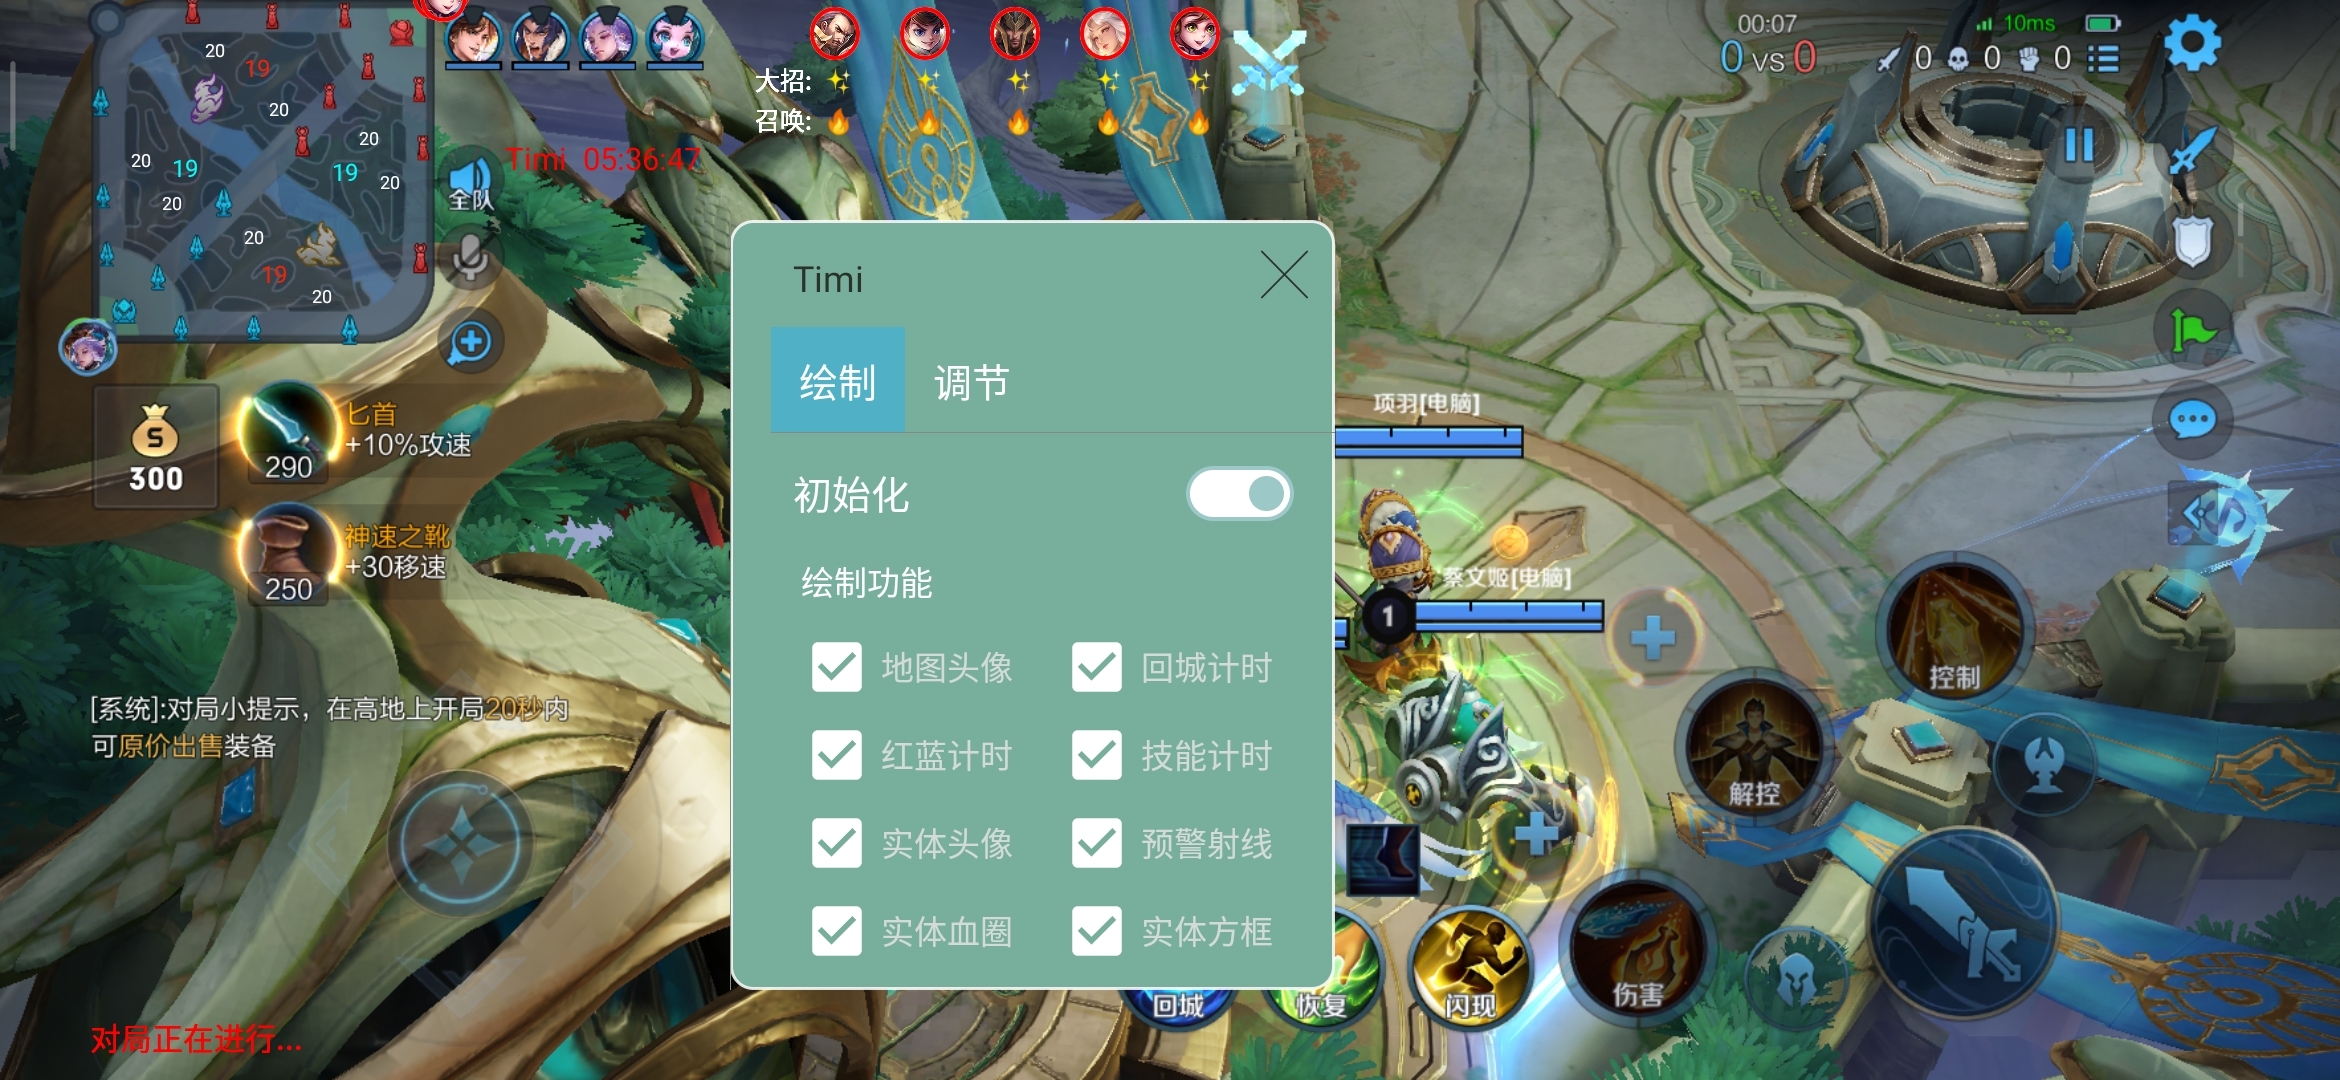 20
19
20
20
20
19
19
20
20
20
19
20
全队
Timi 05:36:47
大招:
召唤:
00:07
10ms
0 VS 0
0
0
0
S
300
匕首
+10%攻速
290
神速之靴
+30移速
250
[系统]:对局小提示，在高地上开局20秒内
可原价出售装备
对局正在进行...
Timi
绘制
调节
初始化
绘制功能
地图头像
回城计时
红蓝计时
技能计时
实体头像
预警射线
实体血圈
实体方框
项羽[电脑]
蔡文姬[电脑]
1
控制
解控
伤害
回城
恢复
闪现